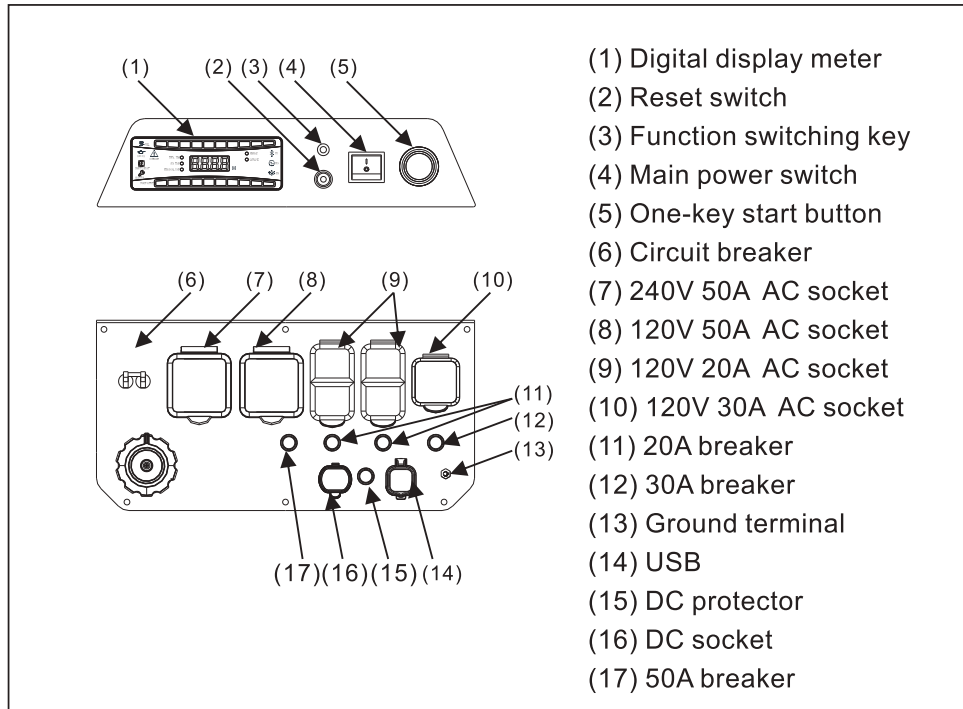 (1) (2) (3) (4) (5)
(6) (7) (8) (9) (10)
(11)
(12)
(13)
(17)(16)(15)(14)
(1) Digital display meter
(2) Reset switch
(3) Function switching key
(4) Main power switch
(5) One-key start button
(6) Circuit breaker
(7) 240V 50A AC socket
(8) 120V 50A AC socket
(9) 120V 20A AC socket
(10) 120V 30A AC socket
(11) 20A breaker
(12) 30A breaker
(13) Ground terminal
(14) USB
(15) DC protector
(16) DC socket
(17) 50A breaker